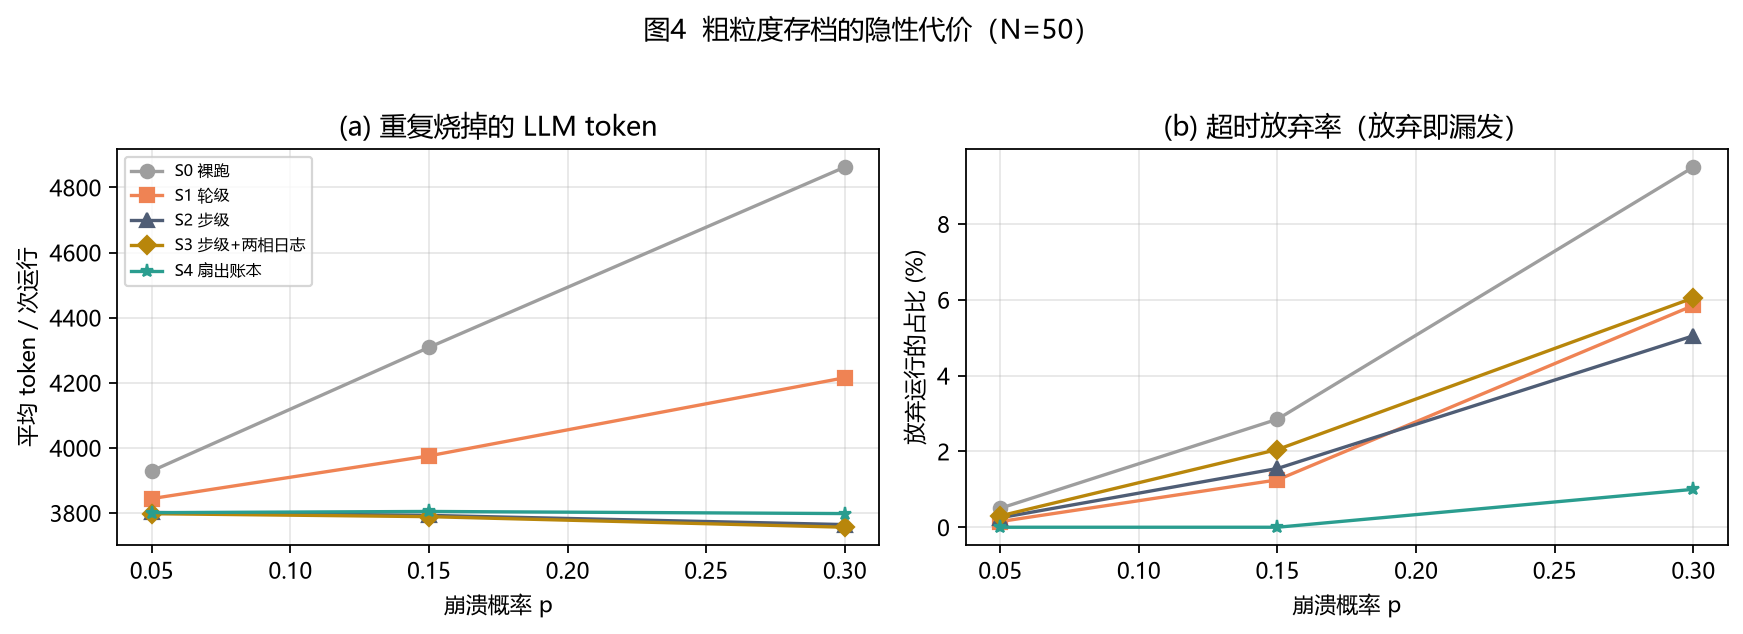 图4  粗粒度存档的隐性代价（N=50）
(a) 重复烧掉的 LLM token
S0 裸跑
S1 轮级
S2 步级
S3 步级+两相日志
S4 扇出账本
平均 token / 次运行
4800
4600
4400
4200
4000
3800
0.05
0.10
0.15
0.20
0.25
0.30
崩溃概率 p
(b) 超时放弃率（放弃即漏发）
放弃运行的占比 (%)
8
6
4
2
0
0.05
0.10
0.15
0.20
0.25
0.30
崩溃概率 p